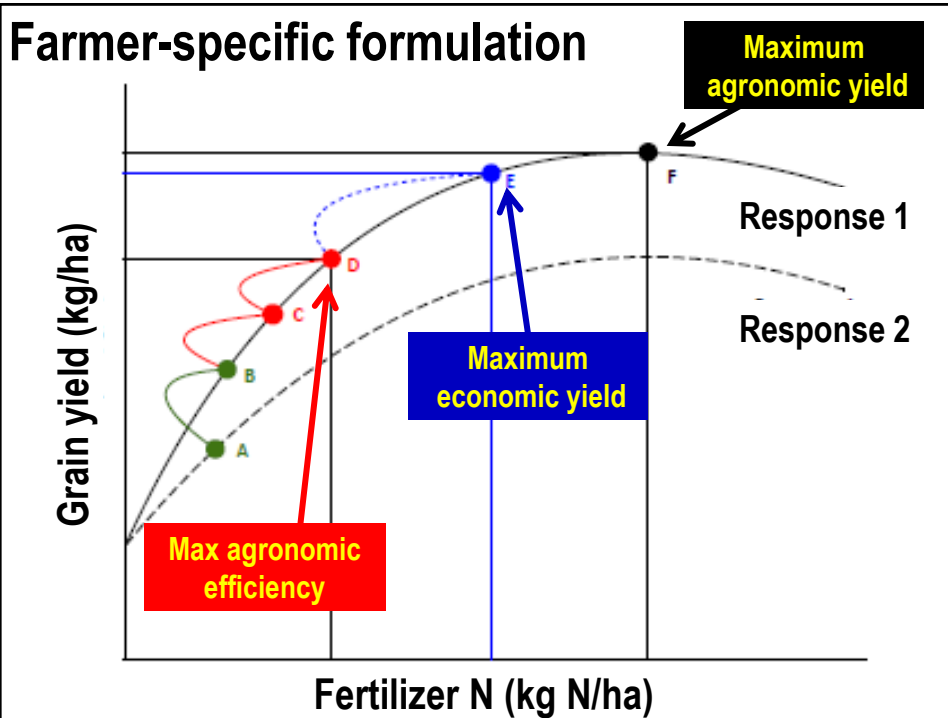 Farmer-specific formulation
Maximum
agronomic yield
E
F
Response 1
D
C
Response 2
B
Maximum
economic yield
A
Max agronomic
efficiency
Grain yield (kg/ha)
Fertilizer N (kg N/ha)